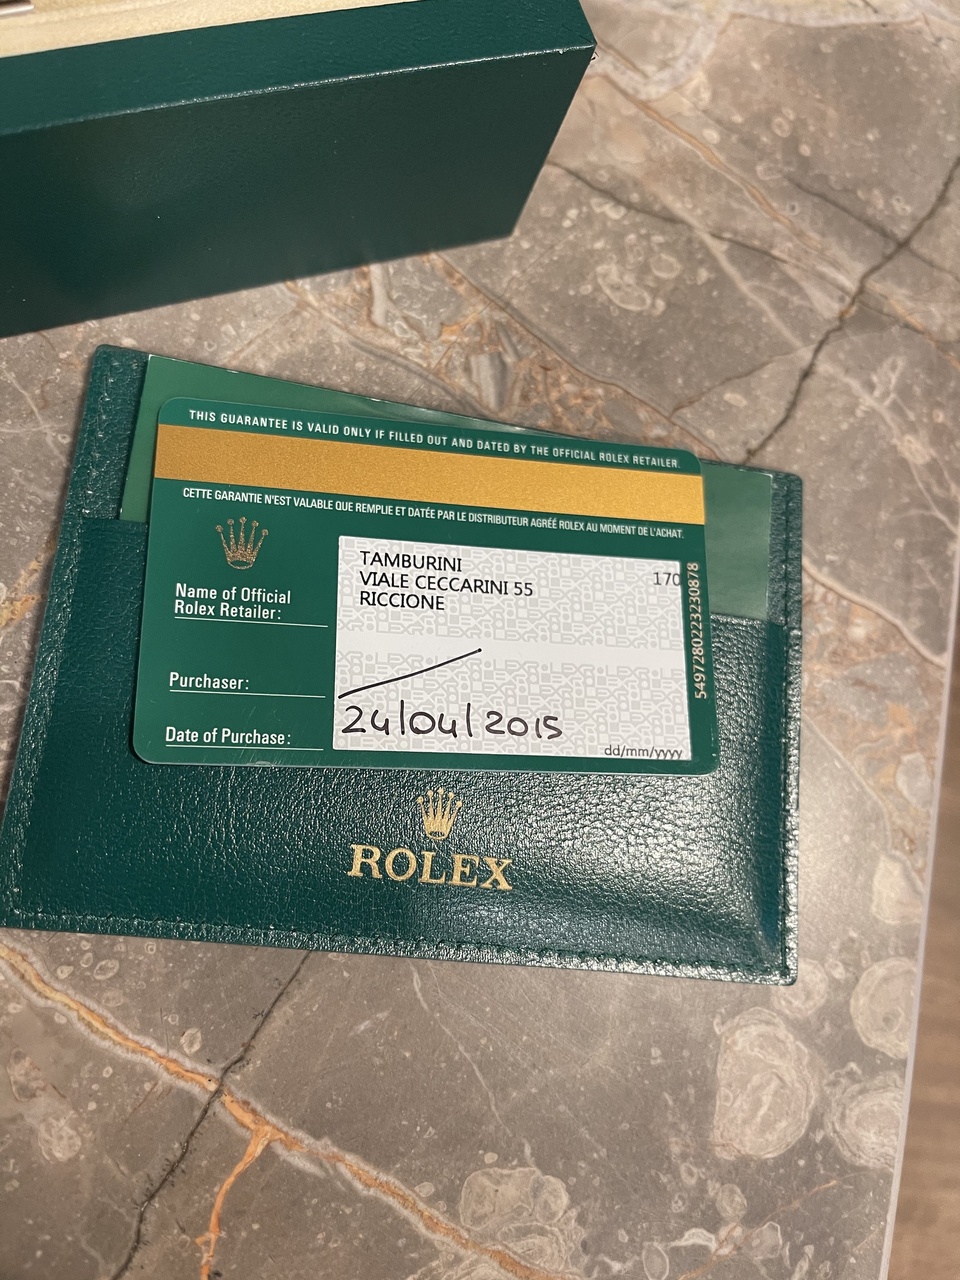 THIS GUARANTEE IS VALID ONLY IF FILLED OUT AND DATED BY THE OFFICIAL ROLEX RETAILER.
CETTE GARANTIE N'EST VALABLE QUE REMPLIE ET DATÉE PAR LE DISTRIBUTEUR AGRÉÉ ROLEX AU MOMENT DE L'ACHAT.
Name of Official
Rolex Retailer:
TAMBURINI
170
VIALE CECCARINI 55
RICCIONE
5497280223230878
Purchaser:
Date of Purchase:
24/04/2015
dd/mm/yyyy
ROLEX